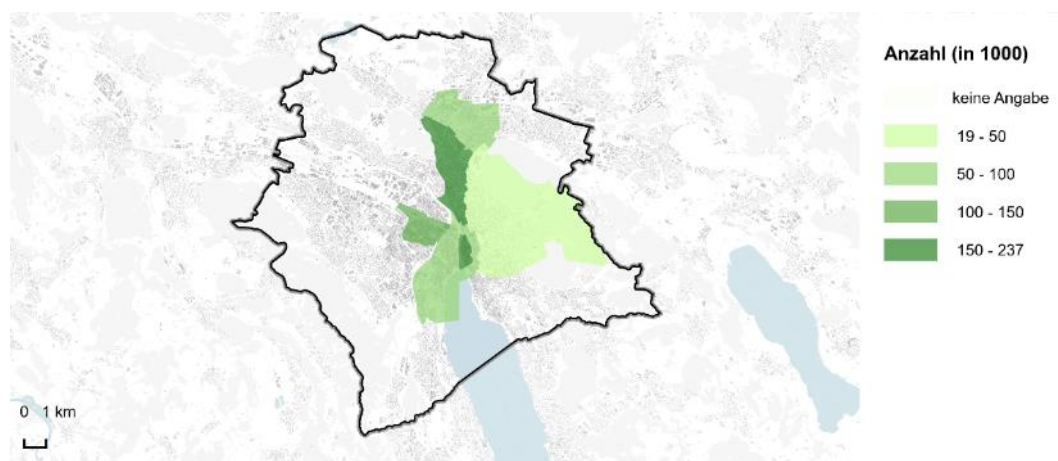 Anzahl (in 1000)
keine Angabe
19 - 50
50 - 100
100 - 150
150 - 237
0 1 km